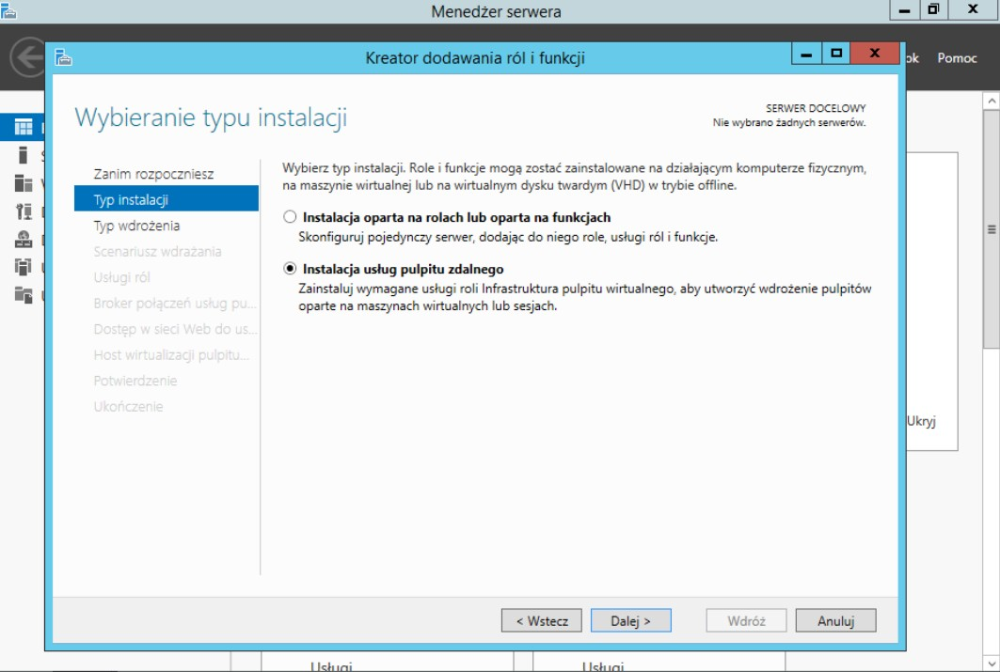 Menedżer serwera
Kreator dodawania ról i funkcji
Pomoc
Wybieranie typu instalacji
SERWER DOCELOWY
Nie wybrano żadnych serwerów.
Zanim rozpoczniesz
Typ instalacji
Typ wdrożenia
Scenariusz wdrażania
Usługi ról
Broker połączeń usług pu...
Dostęp w sieci Web do us...
Host wirtualizacji pulpitu...
Potwierdzenie
Ukończenie
Wybierz typ instalacji. Role i funkcje mogą zostać zainstalowane na działającym komputerze fizycznym,
na maszynie wirtualnej lub na wirtualnym dysku twardym (VHD) w trybie offline.
Instalacja oparta na rolach lub oparta na funkcjach
Skonfiguruj pojedynczy serwer, dodając do niego role, usługi ról i funkcje.
Instalacja usług pulpitu zdalnego
Zainstaluj wymagane usługi roli Infrastruktura pulpitu wirtualnego, aby utworzyć wdrożenie pulpitów
oparte na maszynach wirtualnych lub sesjach.
Ukryj
< Wstecz
Dalej >
Wdróż
Anuluj
Usługi
Usługi